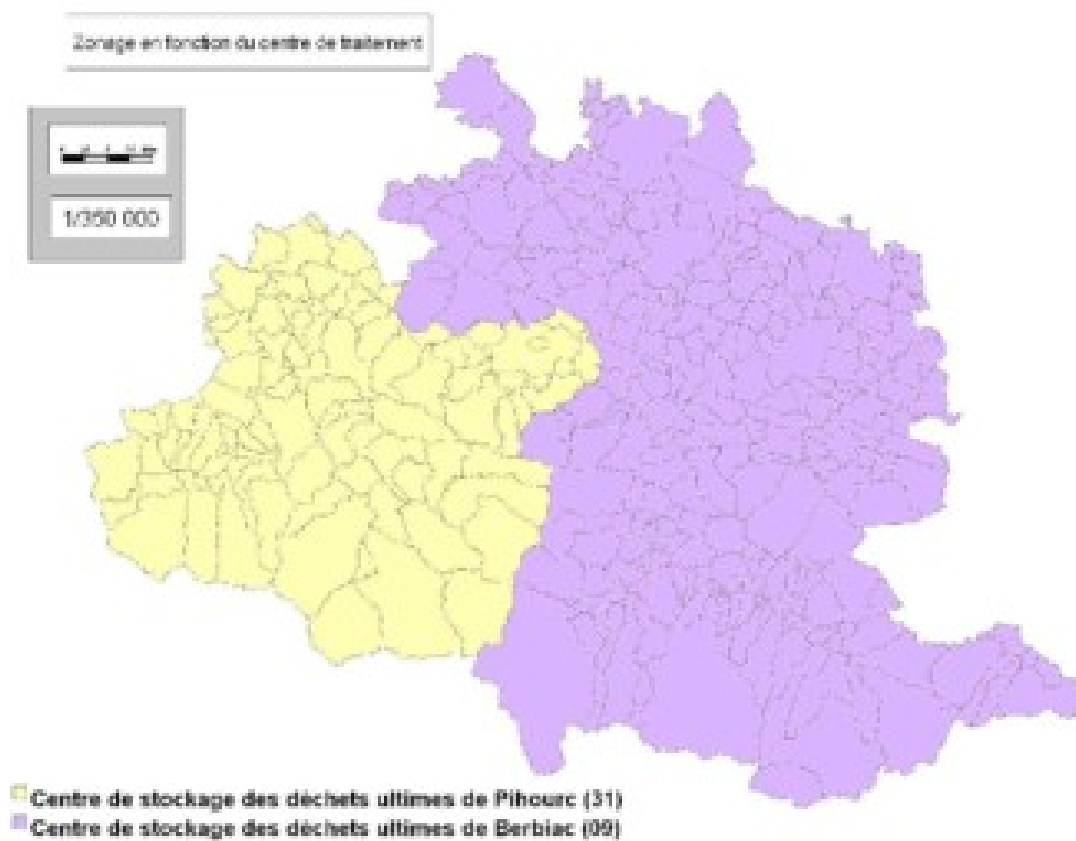 Zonage en fonction du centre de traitement
1/350 000
Centre de stockage des déchets ultimes de Pihourc (31)
Centre de stockage des déchets ultimes de Berbiac (09)